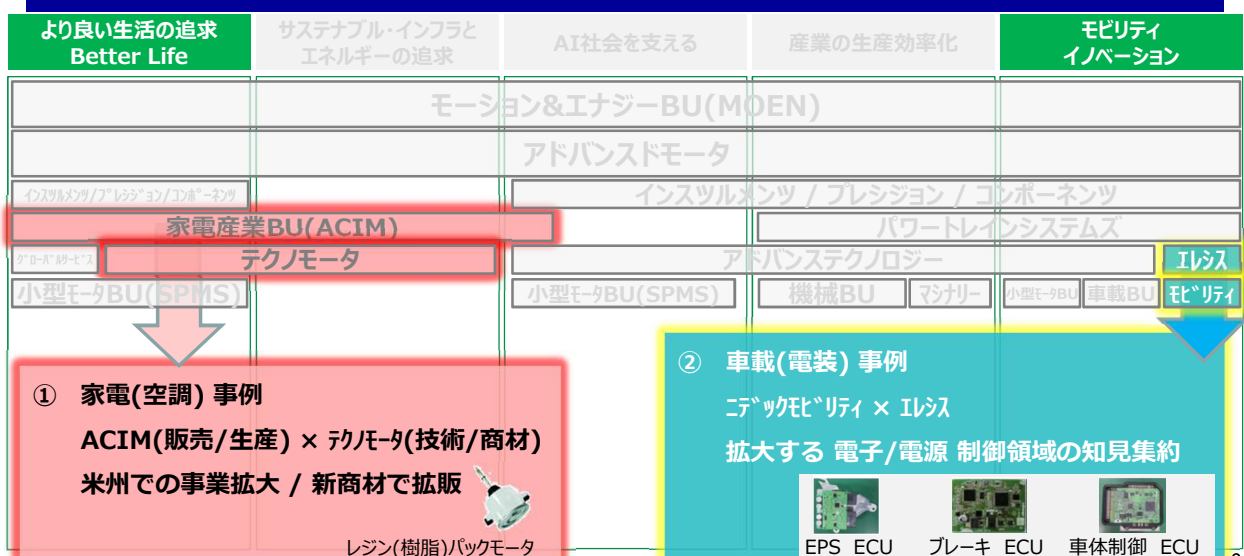 より良い生活の追求
Better Life
サステナブル・インフラと
エネルギーの追求
AI社会を支える
産業の生産効率化
モビリティ
イノベーション
モーション&エナジーBU(MOEN)
アドバンスドモータ
ｲﾝｽﾂﾙﾒﾝﾂ/ﾌﾟﾚｼｼﾞｮﾝ/ｺﾝﾎﾟｰﾈﾝﾂ
インスツルメンツ / プレシジョン / コンポーネンツ
家電産業BU(ACIM)
パワートレインシステムズ
ｸﾞﾛｰﾊﾞﾙｻｰﾋﾞｽ
テクノモータ
アドバンステクノロジー
ｴﾚｼｽ
小型ﾓｰﾀBU(SPMS)
小型ﾓｰﾀBU(SPMS)
機械BU
ﾏｼﾅﾘｰ
小型ﾓｰﾀBU
車載BU
ﾓﾋﾞﾘﾃｨ
① 家電(空調) 事例
ACIM(販売/生産) × ﾃｸﾉﾓｰﾀ(技術/商材)
米州での事業拡大 / 新商材で拡販
レジン(樹脂)パックモータ
② 車載(電装) 事例
ﾆﾃﾞｯｸﾓﾋﾞﾘﾃｨ × ｴﾚｼｽ
拡大する 電子/電源 制御領域の知見集約
EPS ECU
ブレーキ ECU
車体制御 ECU